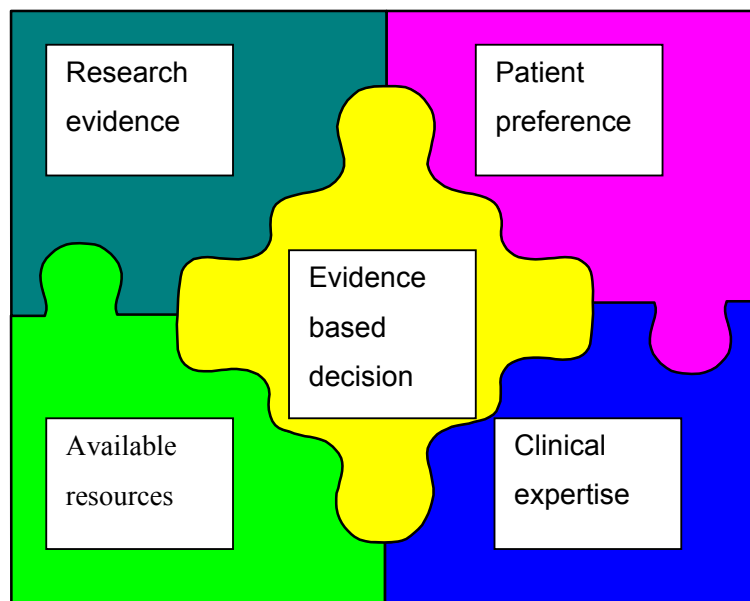 Research
evidence
Patient
preference
Evidence
based
decision
Available
resources
Clinical
expertise